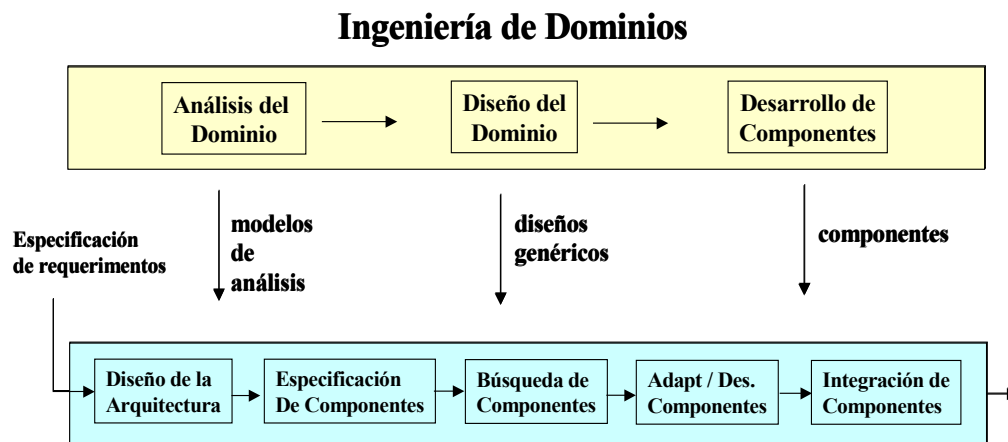 Ingeniería de Dominios
Análisis del
Dominio
Diseño del
Dominio
Desarrollo de
Componentes
modelos
de
análisis
diseños
genéricos
componentes
Especificación
de requerimentos
Diseño de la
Arquitectura
Especificación
De Componentes
Búsqueda de
Componentes
Adapt / Des.
Componentes
Integración de
Componentes